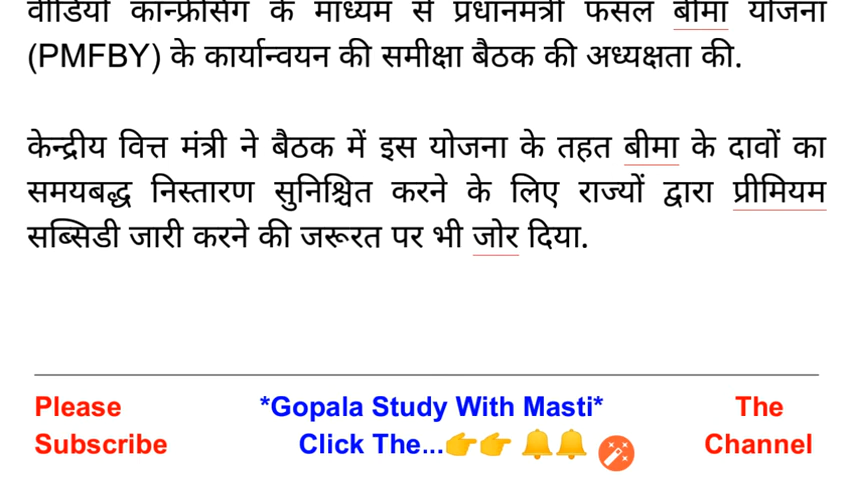 वीडियो कॉन्फ्रेंसिंग के माध्यम से प्रधानमंत्री फसल बीमा योजना
(PMFBY) के कार्यान्वयन की समीक्षा बैठक की अध्यक्षता की.
केन्द्रीय वित्त मंत्री ने बैठक में इस योजना के तहत बीमा के दावों का
समयबद्ध निस्तारण सुनिश्चित करने के लिए राज्यों द्वारा प्रीमियम
सब्सिडी जारी करने की जरूरत पर भी जोर दिया.
Please *Gopala Study With Masti* The
Subscribe Click The...👉👉 🔔🔔 Channel